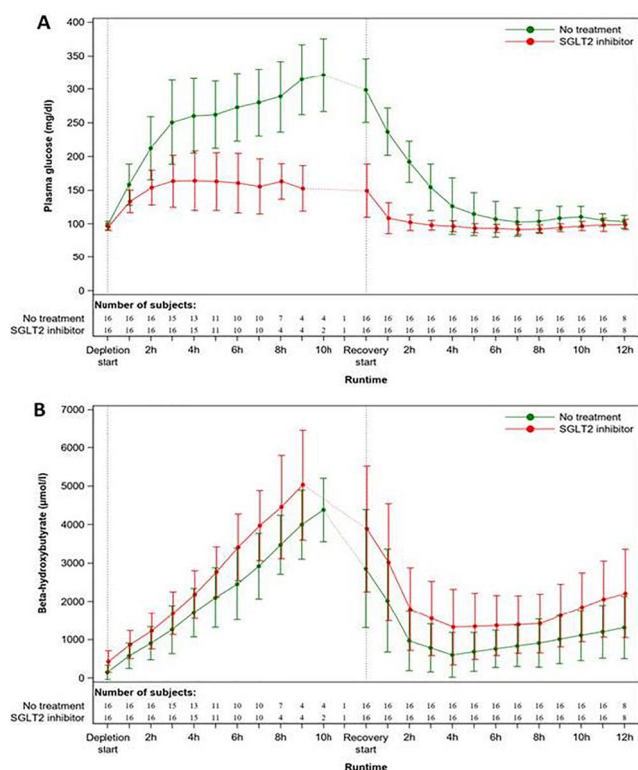 A
No treatment
SGLT2 inhibitor
Plasma glucose (mg/dl)
400
350
300
250
200
150
100
50
0
Number of subjects:
No treatment 16 16 16 15 13 11 10 10 7 4 4 1 16 16 16 16 16 16 16 16 16 16 16 16 8
SGLT2 inhibitor 16 16 16 16 15 11 10 10 4 4 2 1 16 16 16 16 16 16 16 16 16 16 16 16 8
Depletion start 2h 4h 6h 8h 10h Recovery start 2h 4h 6h 8h 10h 12h
Runtime
B
No treatment
SGLT2 inhibitor
Beta-hydroxybutyrate (µmol/l)
7000
6000
5000
4000
3000
2000
1000
0
Number of subjects:
No treatment 16 16 16 15 13 11 10 10 7 4 4 1 16 16 16 16 16 16 16 16 16 16 16 16 8
SGLT2 inhibitor 16 16 16 16 15 11 10 10 4 4 2 1 16 16 16 16 16 16 16 16 16 16 16 16 8
Depletion start 2h 4h 6h 8h 10h Recovery start 2h 4h 6h 8h 10h 12h
Runtime